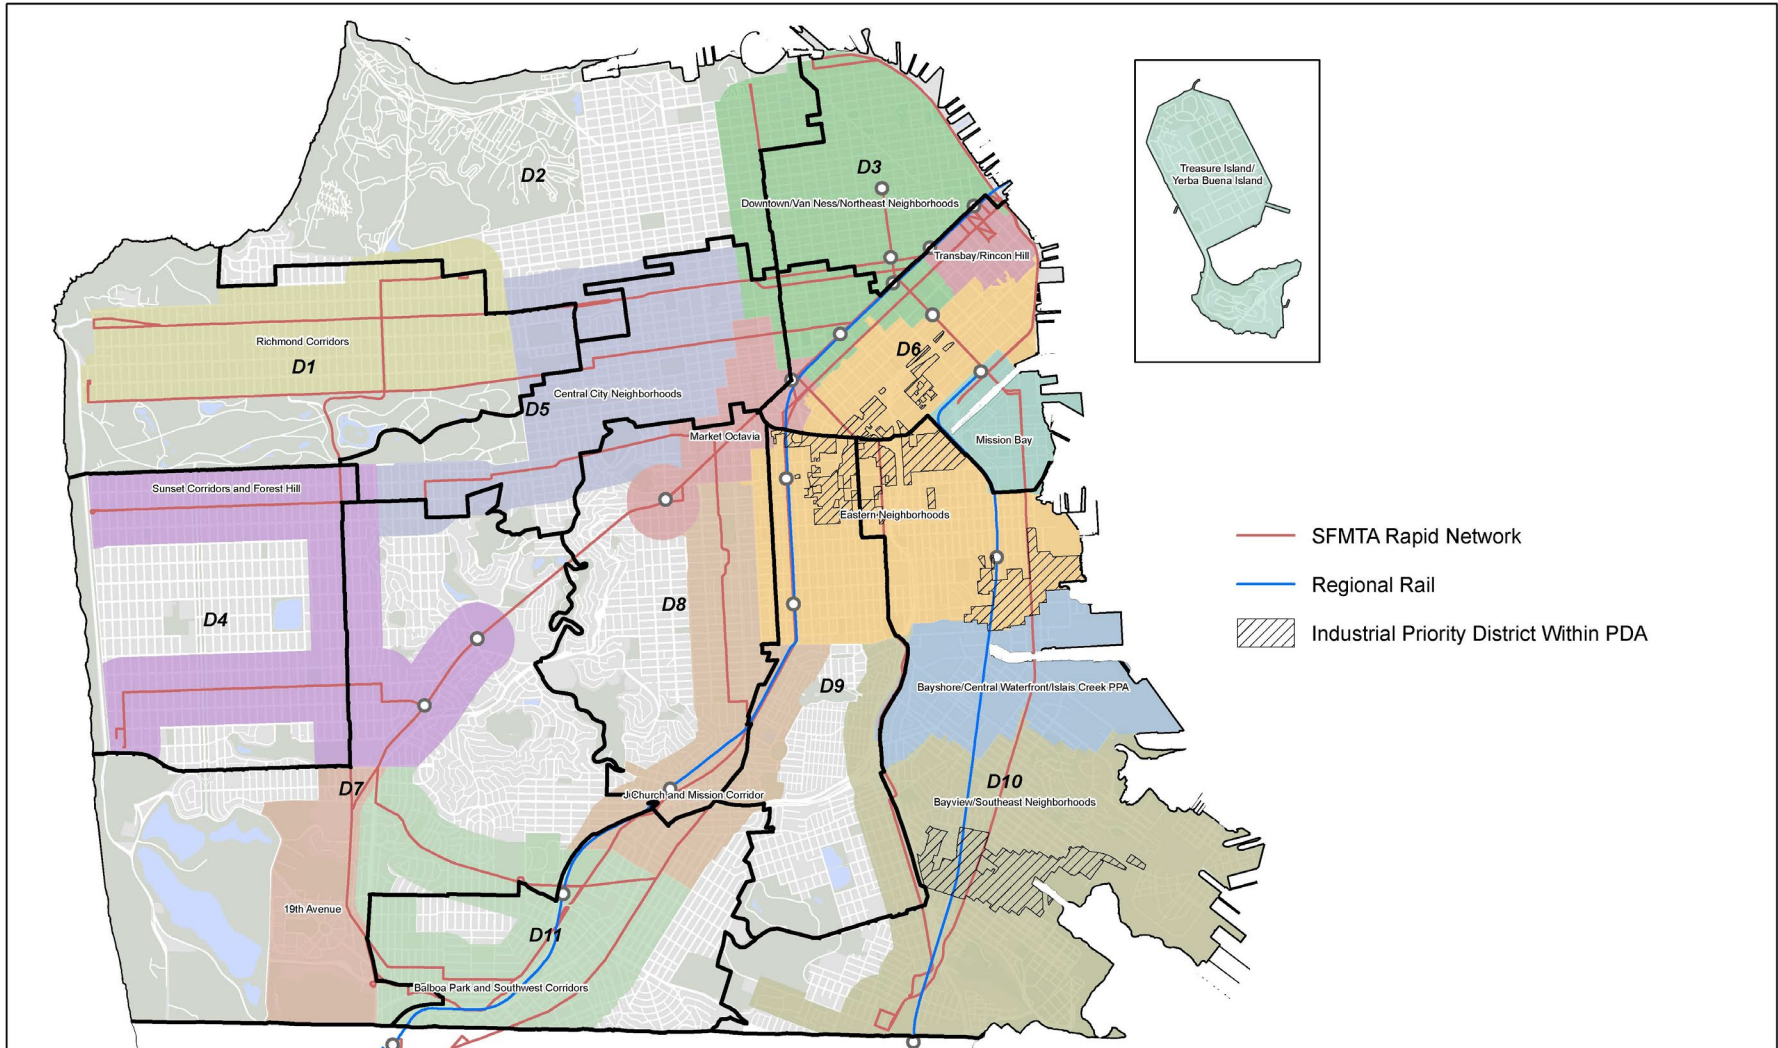 D2
D3
Downtown/Van Ness/Northeast Neighborhoods
Treasure Island/
Yerba Buena Island
Transbay/Rincon Hill
Richmond Corridors
D1
D6
Central City Neighborhoods
D5
Market Octavia
Mission Bay
Sunset Corridors and Forest Hill
Eastern Neighborhoods
SFMTA Rapid Network
Regional Rail
Industrial Priority District Within PDA
D4
D8
D9
Bayshore/Central Waterfront/Islais Creek PPA
D7
J Church and Mission Corridor
D10
Bayview/Southeast Neighborhoods
19th Avenue
D11
Balboa Park and Southwest Corridors